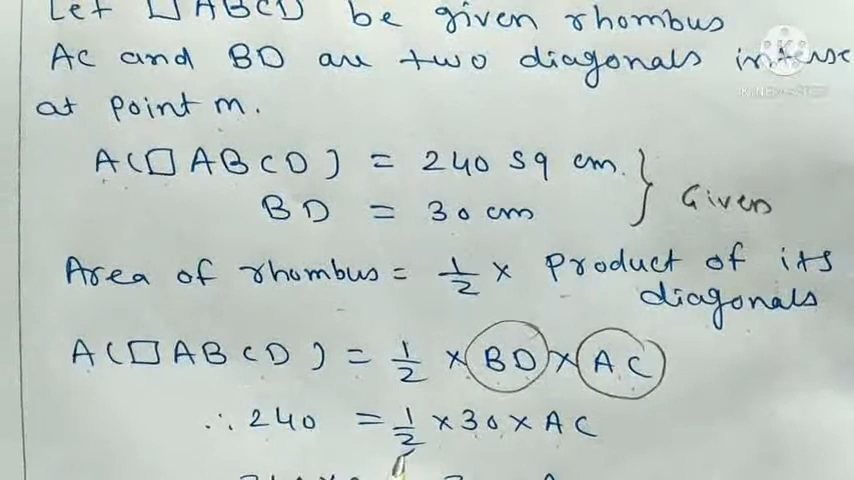 Let □ABCD be given rhombus
AC and BD are two diagonals
at point m.
A(□ABCD) = 240 sq cm. } Given
BD = 30 cm
Area of rhombus = 1/2 × Product of its
diagonals
A(□ABCD) = 1/2 × BD × AC
∴ 240 = 1/2 × 30 × AC